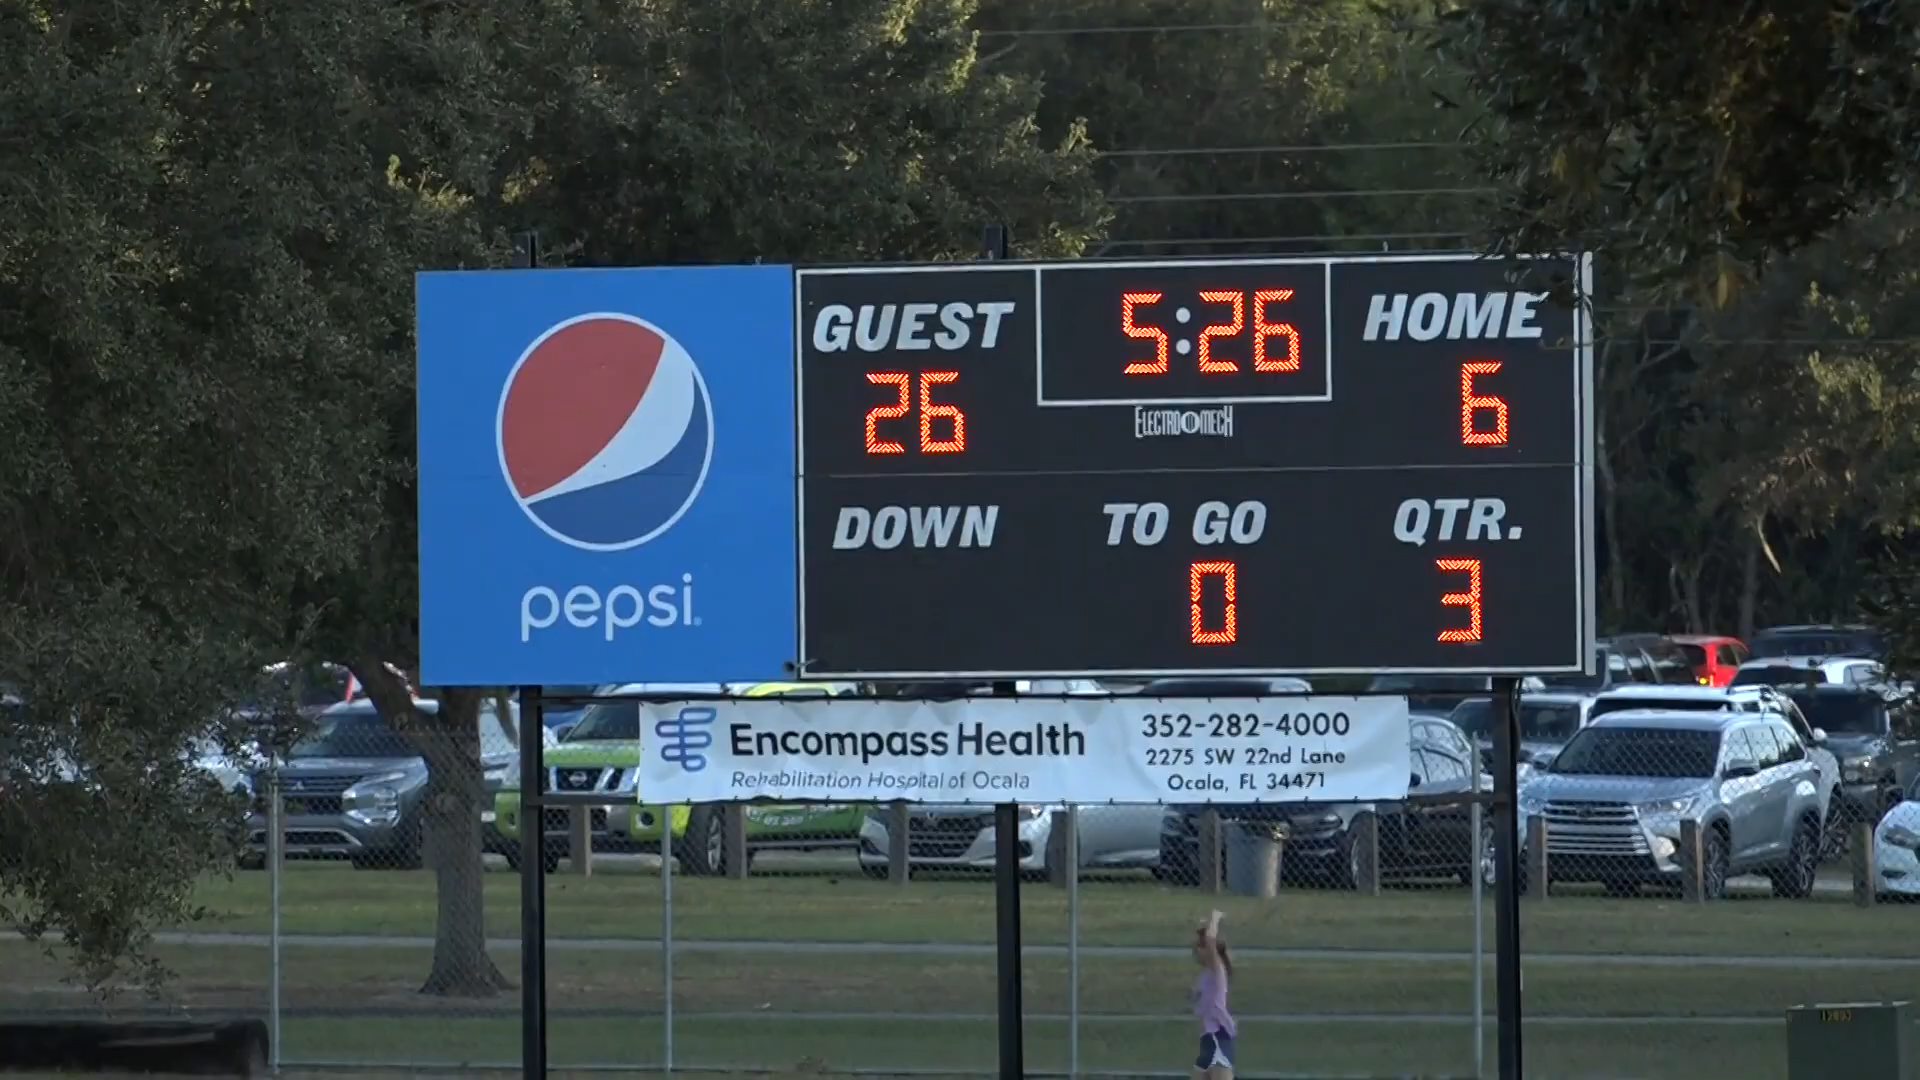 pepsi.
GUEST 5:26 HOME
26 6
ELECTRO MECH
DOWN TO GO QTR.
0 3
Encompass Health
Rehabilitation Hospital of Ocala
352-282-4000
2275 SW 22nd Lane
Ocala, FL 34471